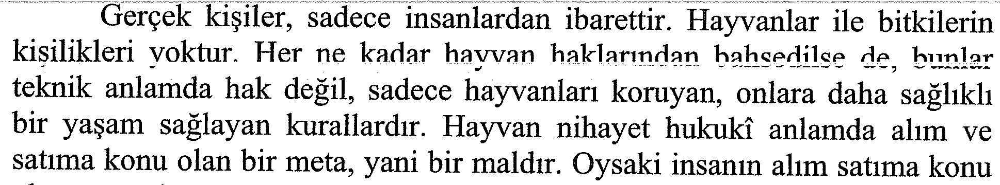 Gerçek kişiler, sadece insanlardan ibarettir. Hayvanlar ile bitkilerin
kişilikleri yoktur. Her ne kadar hayvan haklarından bahsedilse de, bunlar
teknik anlamda hak değil, sadece hayvanları koruyan, onlara daha sağlıklı
bir yaşam sağlayan kurallardır. Hayvan nihayet hukukî anlamda alım ve
satıma konu olan bir meta, yani bir maldır. Oysaki insanın alım satıma konu